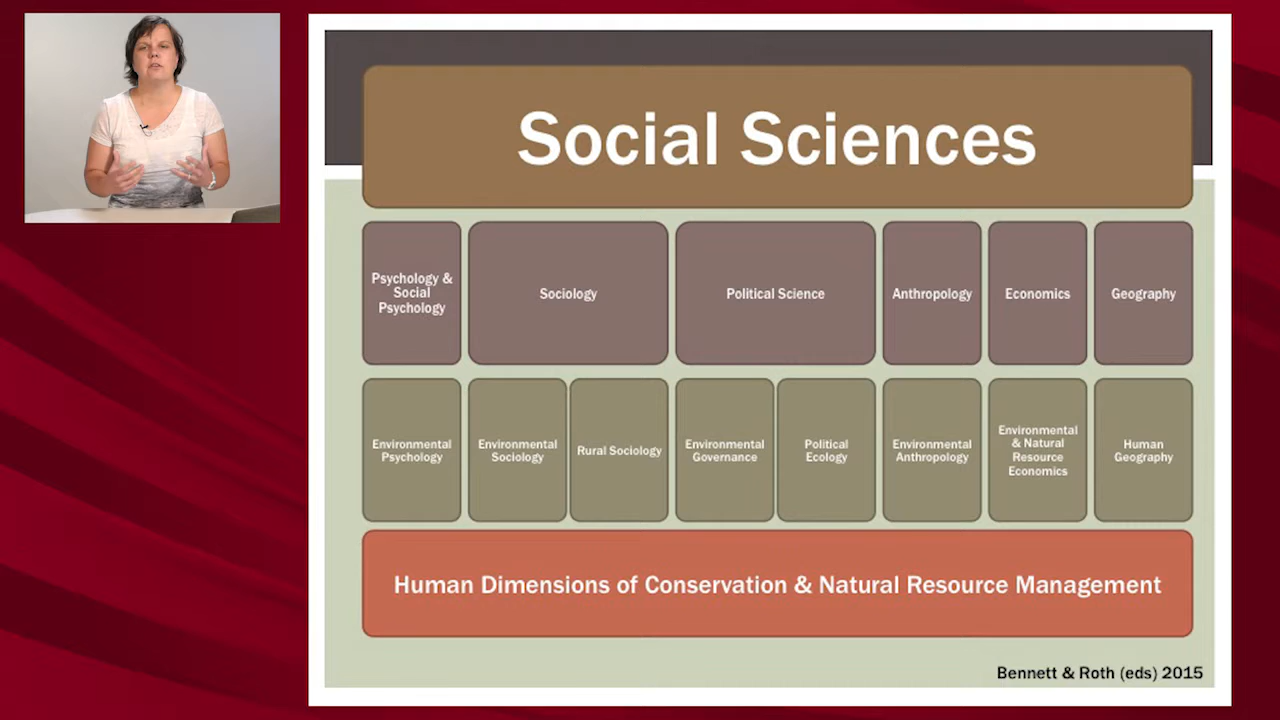 Social Sciences
Psychology &
Social
Psychology
Sociology
Political Science
Anthropology
Economics
Geography
Environmental
Psychology
Environmental
Sociology
Rural Sociology
Environmental
Governance
Political
Ecology
Environmental
Anthropology
Environmental
& Natural
Resource
Economics
Human
Geography
Human Dimensions of Conservation & Natural Resource Management
Bennett & Roth (eds) 2015